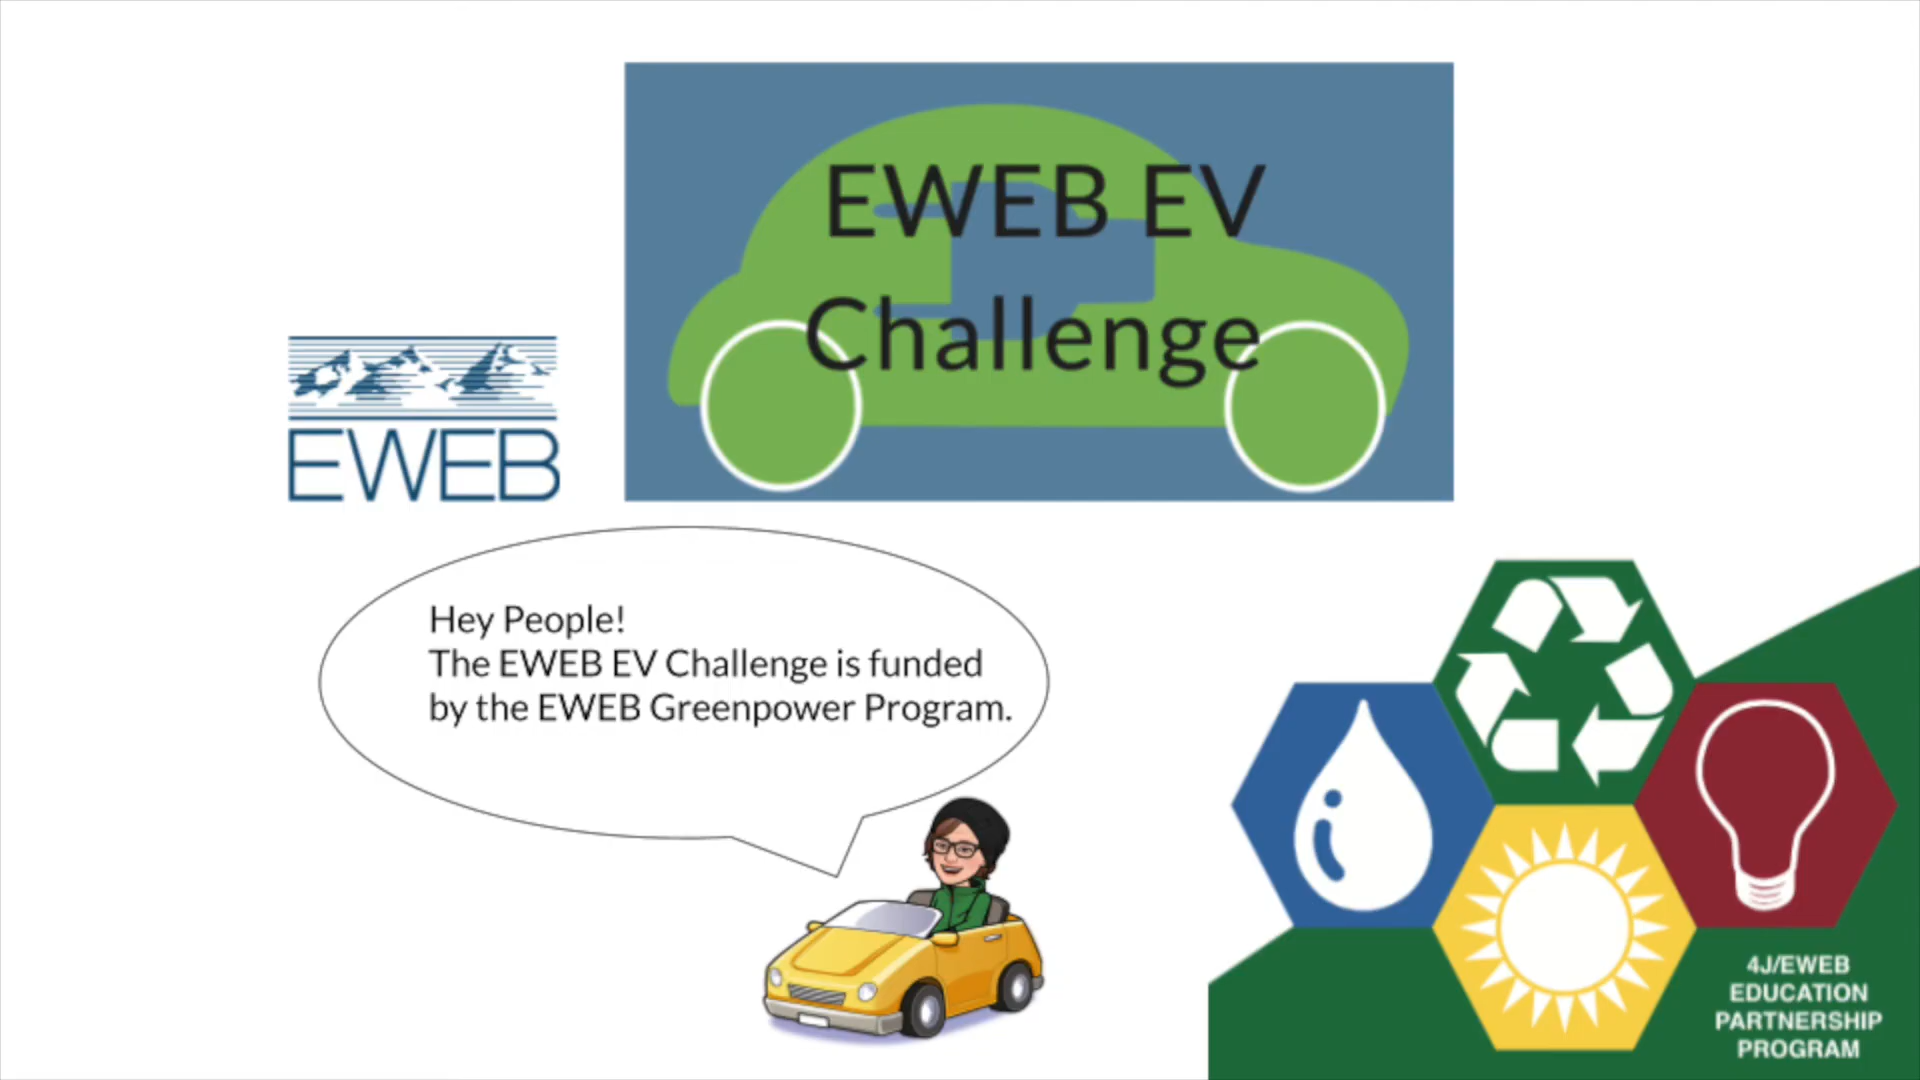 EWEB EV
Challenge
EWEB
Hey People!
The EWEB EV Challenge is funded
by the EWEB Greenpower Program.
4J/EWEB
EDUCATION
PARTNERSHIP
PROGRAM